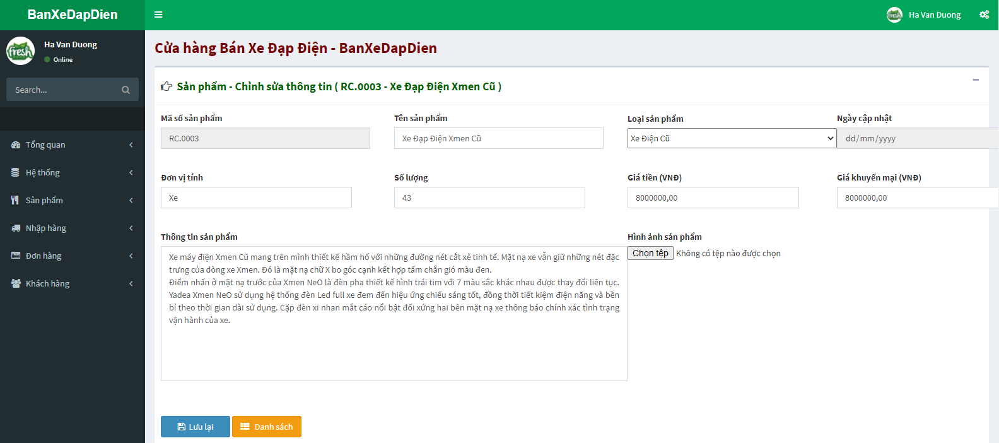 BanXeDapDien
Ha Van Duong
Ha Van Duong
Online
Search...
Tổng quan
Hệ thống
Sản phẩm
Nhập hàng
Đơn hàng
Khách hàng
Cửa hàng Bán Xe Đạp Điện - BanXeDapDien
Sản phẩm - Chỉnh sửa thông tin ( RC.0003 - Xe Đạp Điện Xmen Cũ )
Mã số sản phẩm
Tên sản phẩm
Loại sản phẩm
Ngày cập nhật
RC.0003
Xe Đạp Điện Xmen Cũ
Xe Điện Cũ
dd/mm/yyyy
Đơn vị tính
Số lượng
Giá tiền (VNĐ)
Giá khuyến mại (VNĐ)
Xe
43
8000000,00
8000000,00
Thông tin sản phẩm
Hình ảnh sản phẩm
Chọn tệp Không có tệp nào được chọn
Xe máy điện Xmen Cũ mang trên mình thiết kế hầm hố với những đường nét cắt xẻ tinh tế. Mặt nạ xe vẫn giữ những nét đặc
trưng của dòng xe Xmen. Đó là mặt nạ chữ X bo góc cạnh kết hợp tấm chắn gió màu đen.
Điểm nhấn ở mặt nạ trước của Xmen NeO là đèn pha thiết kế hình trái tim với 7 màu sắc khác nhau được thay đổi liên tục.
Yadea Xmen NeO sử dụng hệ thống đèn Led full xe đem đến hiệu ứng chiếu sáng tốt, đồng thời tiết kiệm điện năng và bền
bỉ theo thời gian dài sử dụng. Cặp đèn xi nhan mắt cáo nổi bật đối xứng hai bên mặt nạ xe thông báo chính xác tình trạng
vận hành của xe.
Lưu lại
Danh sách
fresh
fresh